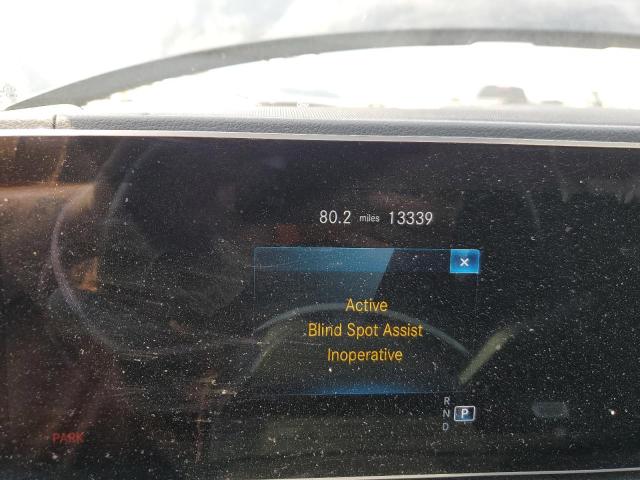 80.2 miles 13339
×
Active
Blind Spot Assist
Inoperative
R
N P
D
PARK